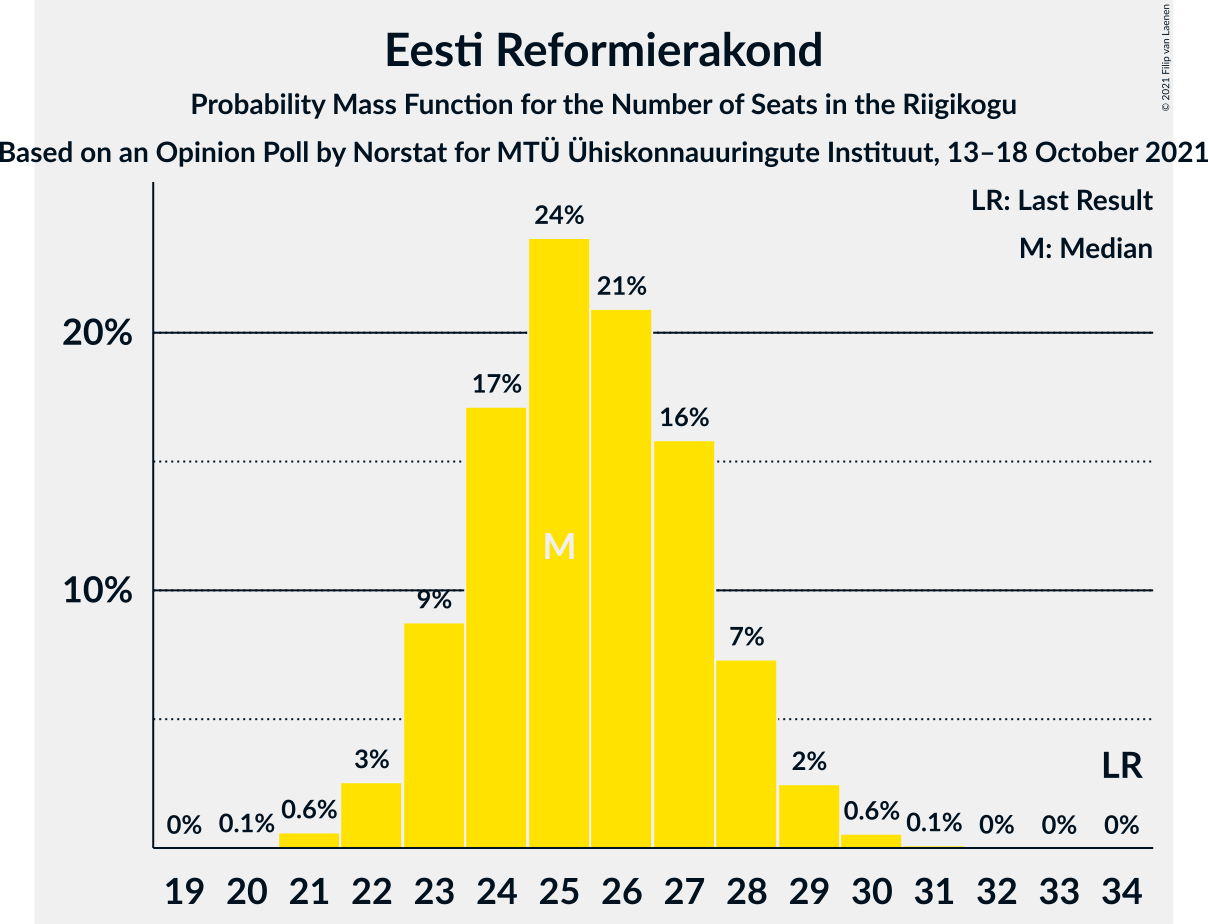 Eesti Reformierakond
Probability Mass Function for the Number of Seats in the Riigikogu
Based on an Opinion Poll by Norstat for MTÜ Ühiskonnauuringute Instituut, 13–18 October 2021
© 2021 Filip van Laenen
LR: Last Result
M: Median
20%
10%
0% 0.1% 0.6% 3% 9% 17% 24% 21% 16% 7% 2% 0.6% 0.1% 0% 0% 0%
M
LR
19 20 21 22 23 24 25 26 27 28 29 30 31 32 33 34